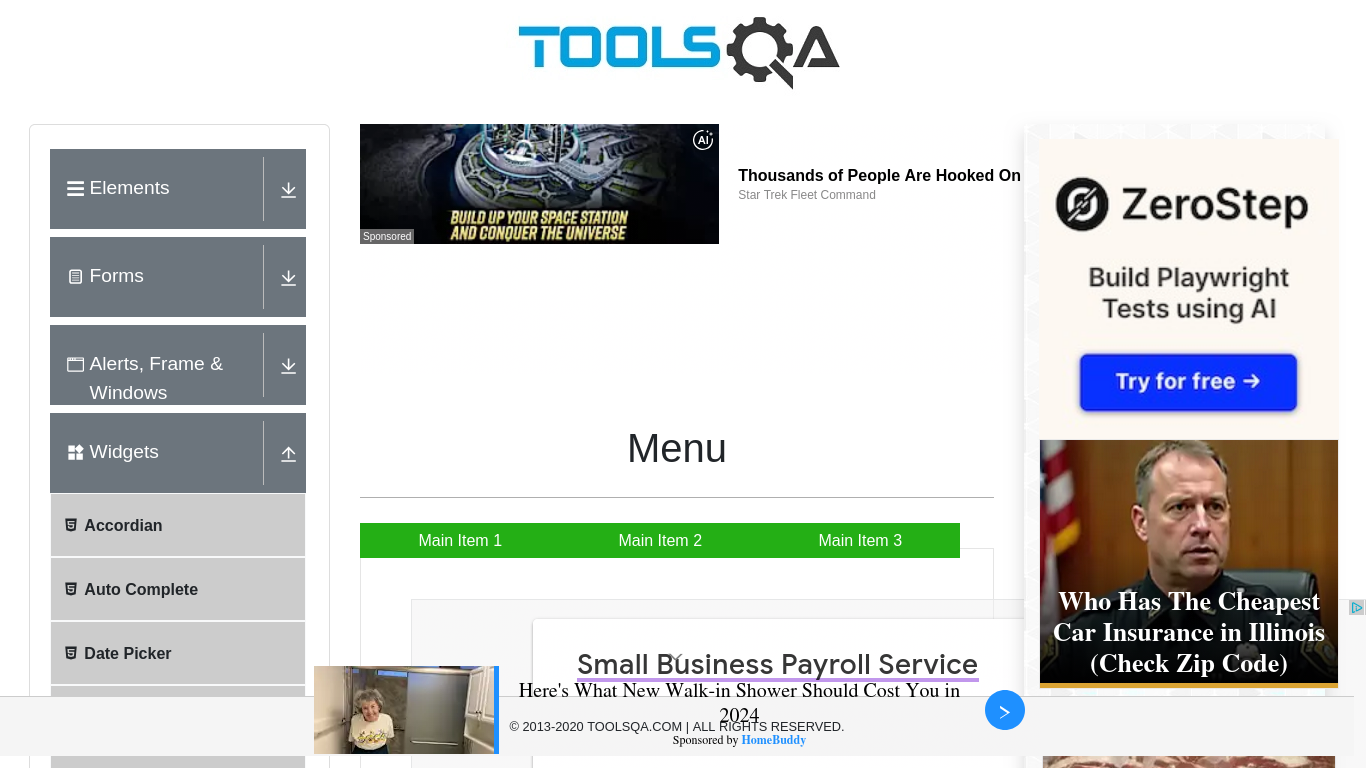 TOOLSQA
Elements
Forms
Alerts, Frame &
Windows
Widgets
Accordian
Auto Complete
Date Picker
AI
BUILD UP YOUR SPACE STATION
AND CONQUER THE UNIVERSE
Sponsored
Thousands of People Are Hooked On
Star Trek Fleet Command
Menu
Main Item 1
Main Item 2
Main Item 3
Small Business Payroll Service
Here's What New Walk-in Shower Should Cost You in
2024
© 2013-2020 TOOLSQA.COM | ALL RIGHTS RESERVED.
Sponsored by HomeBuddy
ZeroStep
Build Playwright
Tests using AI
Try for free →
Who Has The Cheapest
Car Insurance in Illinois
(Check Zip Code)